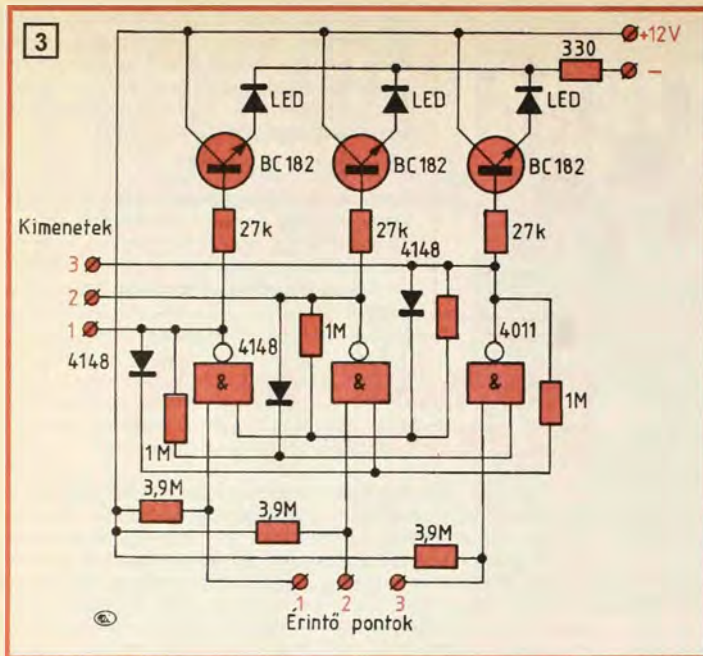 3
+12V
330
–
LED
LED
LED
BC182
BC182
BC182
27k
27k
27k
Kimenetek
4148
3
2
1
4148
4148
1M
4011
&
&
&
1M
1M
3,9M
3,9M
3,9M
1
2
3
Érintő pontok